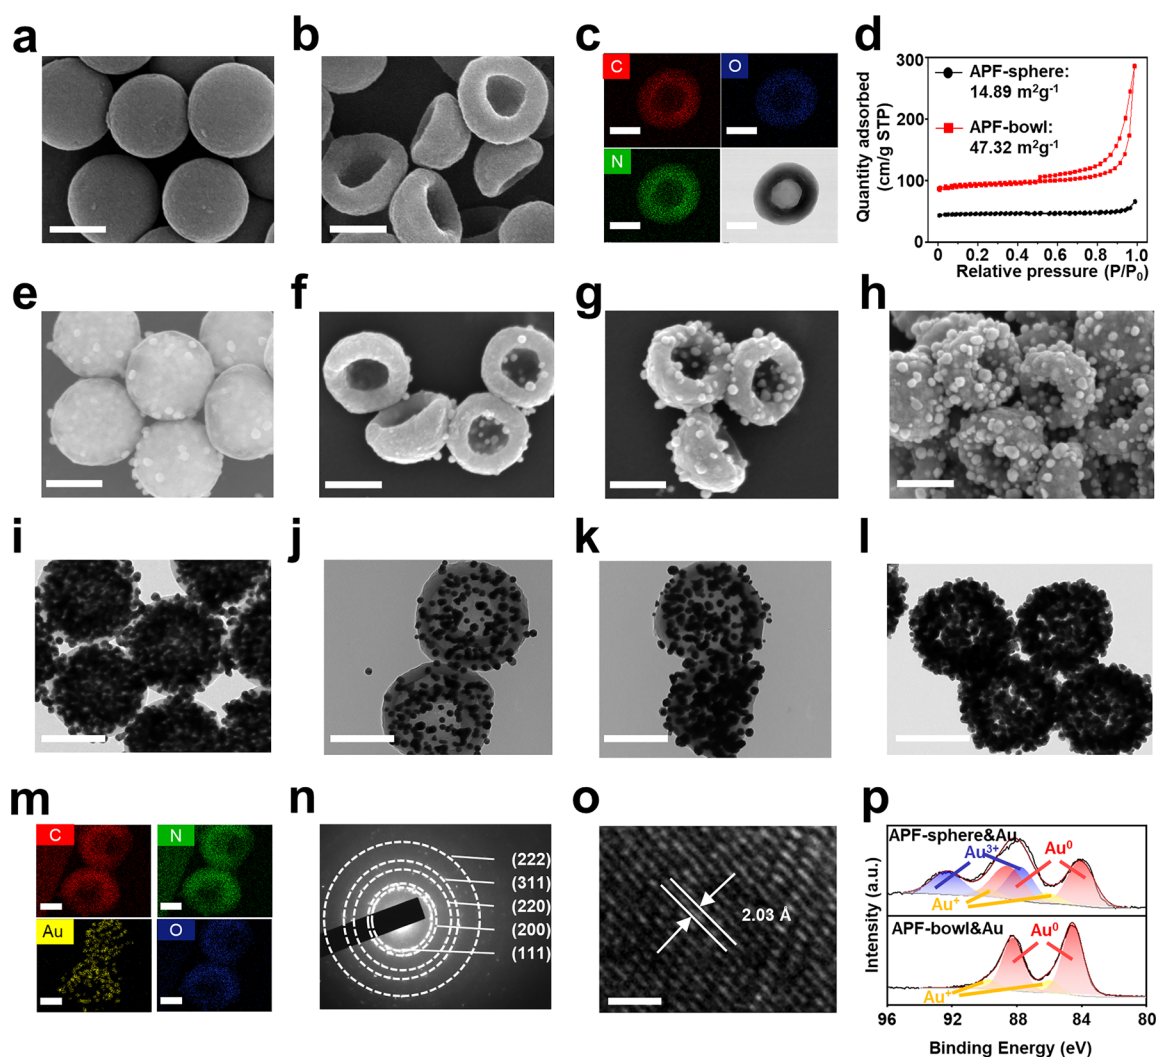 a
b
c
d
C
O
N
300
200
100
0
APF-sphere:
14.89 m²g⁻¹
APF-bowl:
47.32 m²g⁻¹
Quantity adsorbed
(cm/g STP)
0 0.2 0.4 0.6 0.8 1.0
Relative pressure (P/P₀)
e
f
g
h
i
j
k
l
m
n
o
p
C
N
Au
O
(222)
(311)
(220)
(200)
(111)
2.03 Å
APF-sphere&Au
Au³⁺
Au⁰
Au⁺
APF-bowl&Au
Au⁰
Au⁺
Intensity (a.u.)
96 92 88 84 80
Binding Energy (eV)